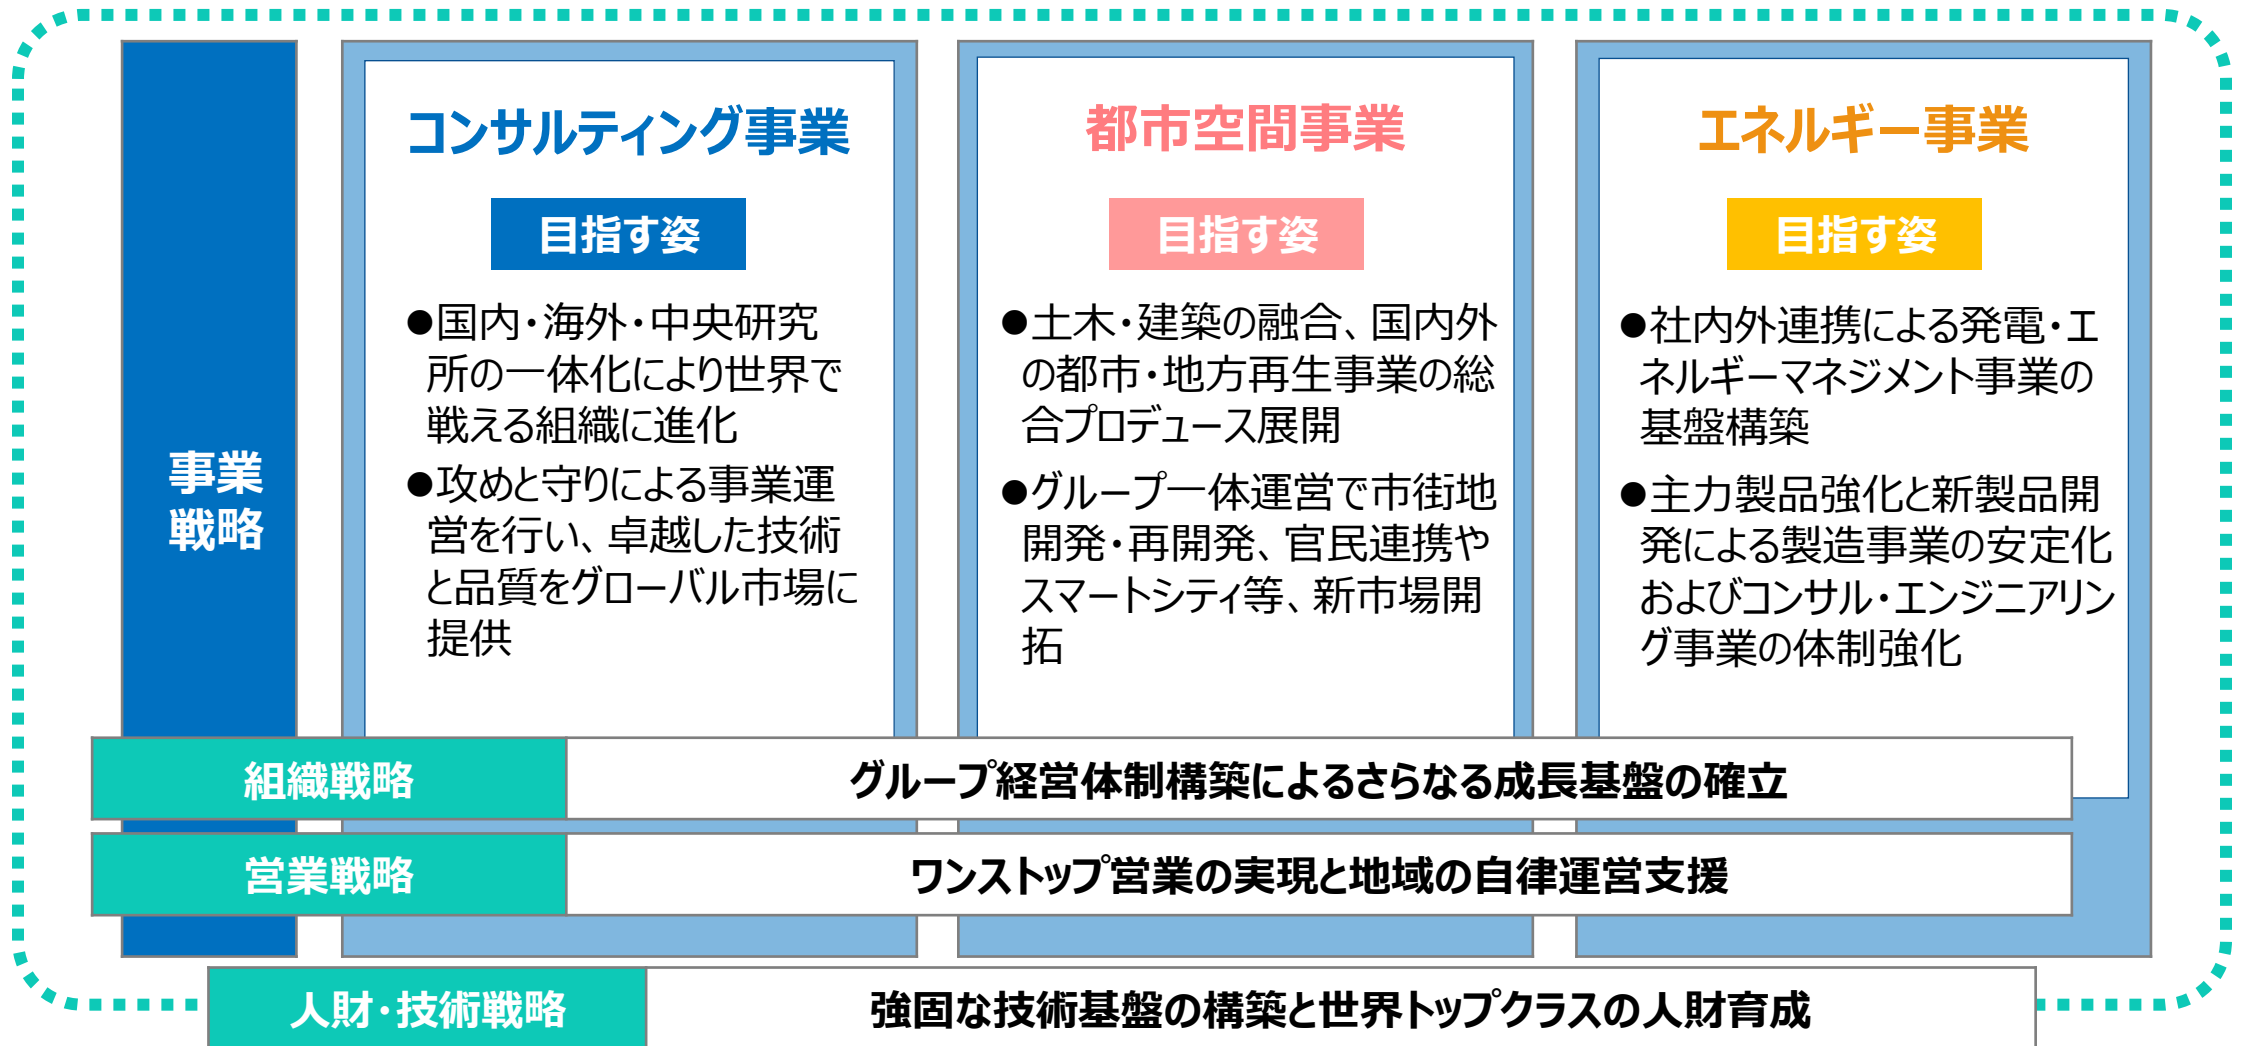 事業
戦略
コンサルティング事業
目指す姿
●国内・海外・中央研究
所の一体化により世界で
戦える組織に進化
●攻めと守りによる事業運
営を行い、卓越した技術
と品質をグローバル市場に
提供
都市空間事業
目指す姿
●土木・建築の融合、国内外
の都市・地方再生事業の総
合プロデュース展開
●グループ一体運営で市街地
開発・再開発、官民連携や
スマートシティ等、新市場開
拓
エネルギー事業
目指す姿
●社内外連携による発電・エ
ネルギーマネジメント事業の
基盤構築
●主力製品強化と新製品開
発による製造事業の安定化
およびコンサル・エンジニアリン
グ事業の体制強化
組織戦略
グループ経営体制構築によるさらなる成長基盤の確立
営業戦略
ワンストップ営業の実現と地域の自律運営支援
人財・技術戦略
強固な技術基盤の構築と世界トップクラスの人財育成